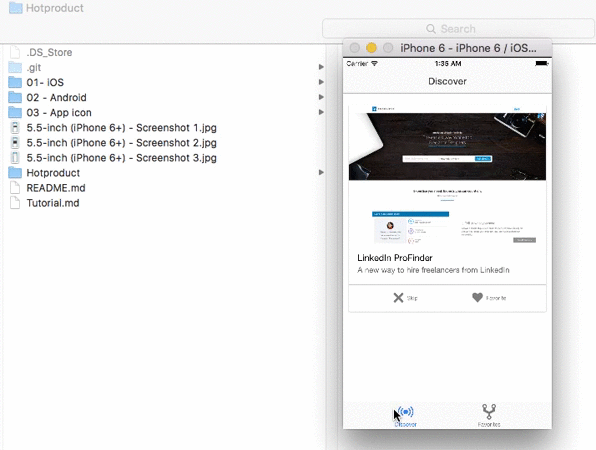 Hotproduct
Search
.DS_Store
.git
01- iOS
02 - Android
03 - App icon
5.5-inch (iPhone 6+) - Screenshot 1.jpg
5.5-inch (iPhone 6+) - Screenshot 2.jpg
5.5-inch (iPhone 6+) - Screenshot 3.jpg
Hotproduct
README.md
Tutorial.md
iPhone 6 - iPhone 6 / iOS...
Carrier
1:35 AM
Discover
LinkedIn ProFinder
A new way to hire freelancers from LinkedIn
Skip
Favorite
Discover
Favorites